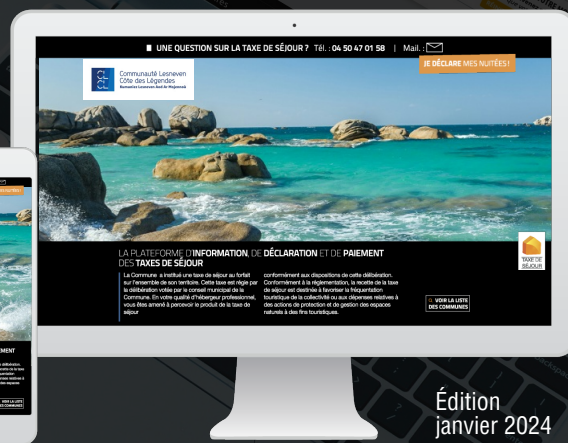 UNE QUESTION SUR LA TAXE DE SÉJOUR ? Tél. : 04 50 47 01 58 | Mail. :
JE DÉCLARE MES NUITÉES !
Communauté Lesneven
Côte des Légendes
LA PLATEFORME D'INFORMATION, DE DÉCLARATION ET DE PAIEMENT
DES TAXES DE SÉJOUR
La Commune a institué une taxe de séjour au forfait
sur l'ensemble de son territoire. Cette taxe est régie par
la délibération votée par le conseil municipal de la
Commune. En votre qualité d'hébergeur professionnel,
vous êtes amené à percevoir le produit de la taxe de
séjour
conformément aux dispositions de cette délibération.
Conformément à la réglementation, la recette de la taxe
de séjour est destinée à favoriser la fréquentation
touristique de la collectivité ou aux dépenses relatives à
des actions de protection et de gestion des espaces
naturels à des fins touristiques.
TAXE DE
SÉJOUR
VOIR LA LISTE
DES COMMUNES
Édition
janvier 2024